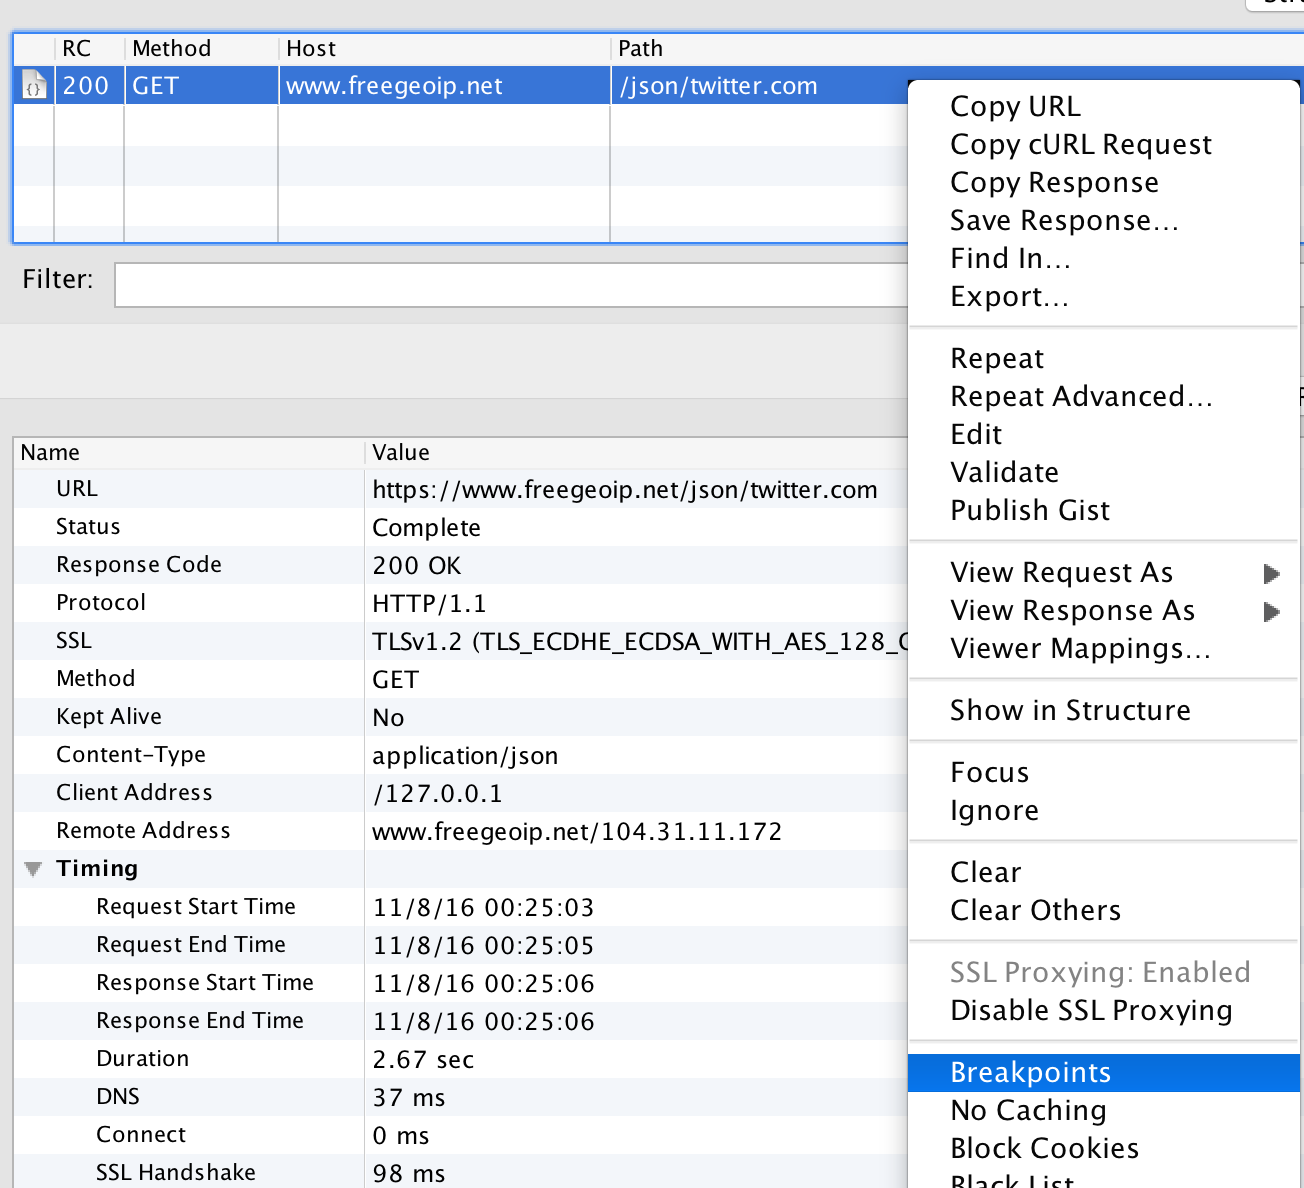 RC Method Host Path
{} 200 GET www.freegeoip.net /json/twitter.com
Filter:
Name Value
URL https://www.freegeoip.net/json/twitter.com
Status Complete
Response Code 200 OK
Protocol HTTP/1.1
SSL TLSv1.2 (TLS_ECDHE_ECDSA_WITH_AES_128_
Method GET
Kept Alive No
Content-Type application/json
Client Address /127.0.0.1
Remote Address www.freegeoip.net/104.31.11.172
Timing
Request Start Time 11/8/16 00:25:03
Request End Time 11/8/16 00:25:05
Response Start Time 11/8/16 00:25:06
Response End Time 11/8/16 00:25:06
Duration 2.67 sec
DNS 37 ms
Connect 0 ms
SSL Handshake 98 ms
Copy URL
Copy cURL Request
Copy Response
Save Response...
Find In...
Export...
Repeat
Repeat Advanced...
Edit
Validate
Publish Gist
View Request As
View Response As
Viewer Mappings...
Show in Structure
Focus
Ignore
Clear
Clear Others
SSL Proxying: Enabled
Disable SSL Proxying
Breakpoints
No Caching
Block Cookies
Black List